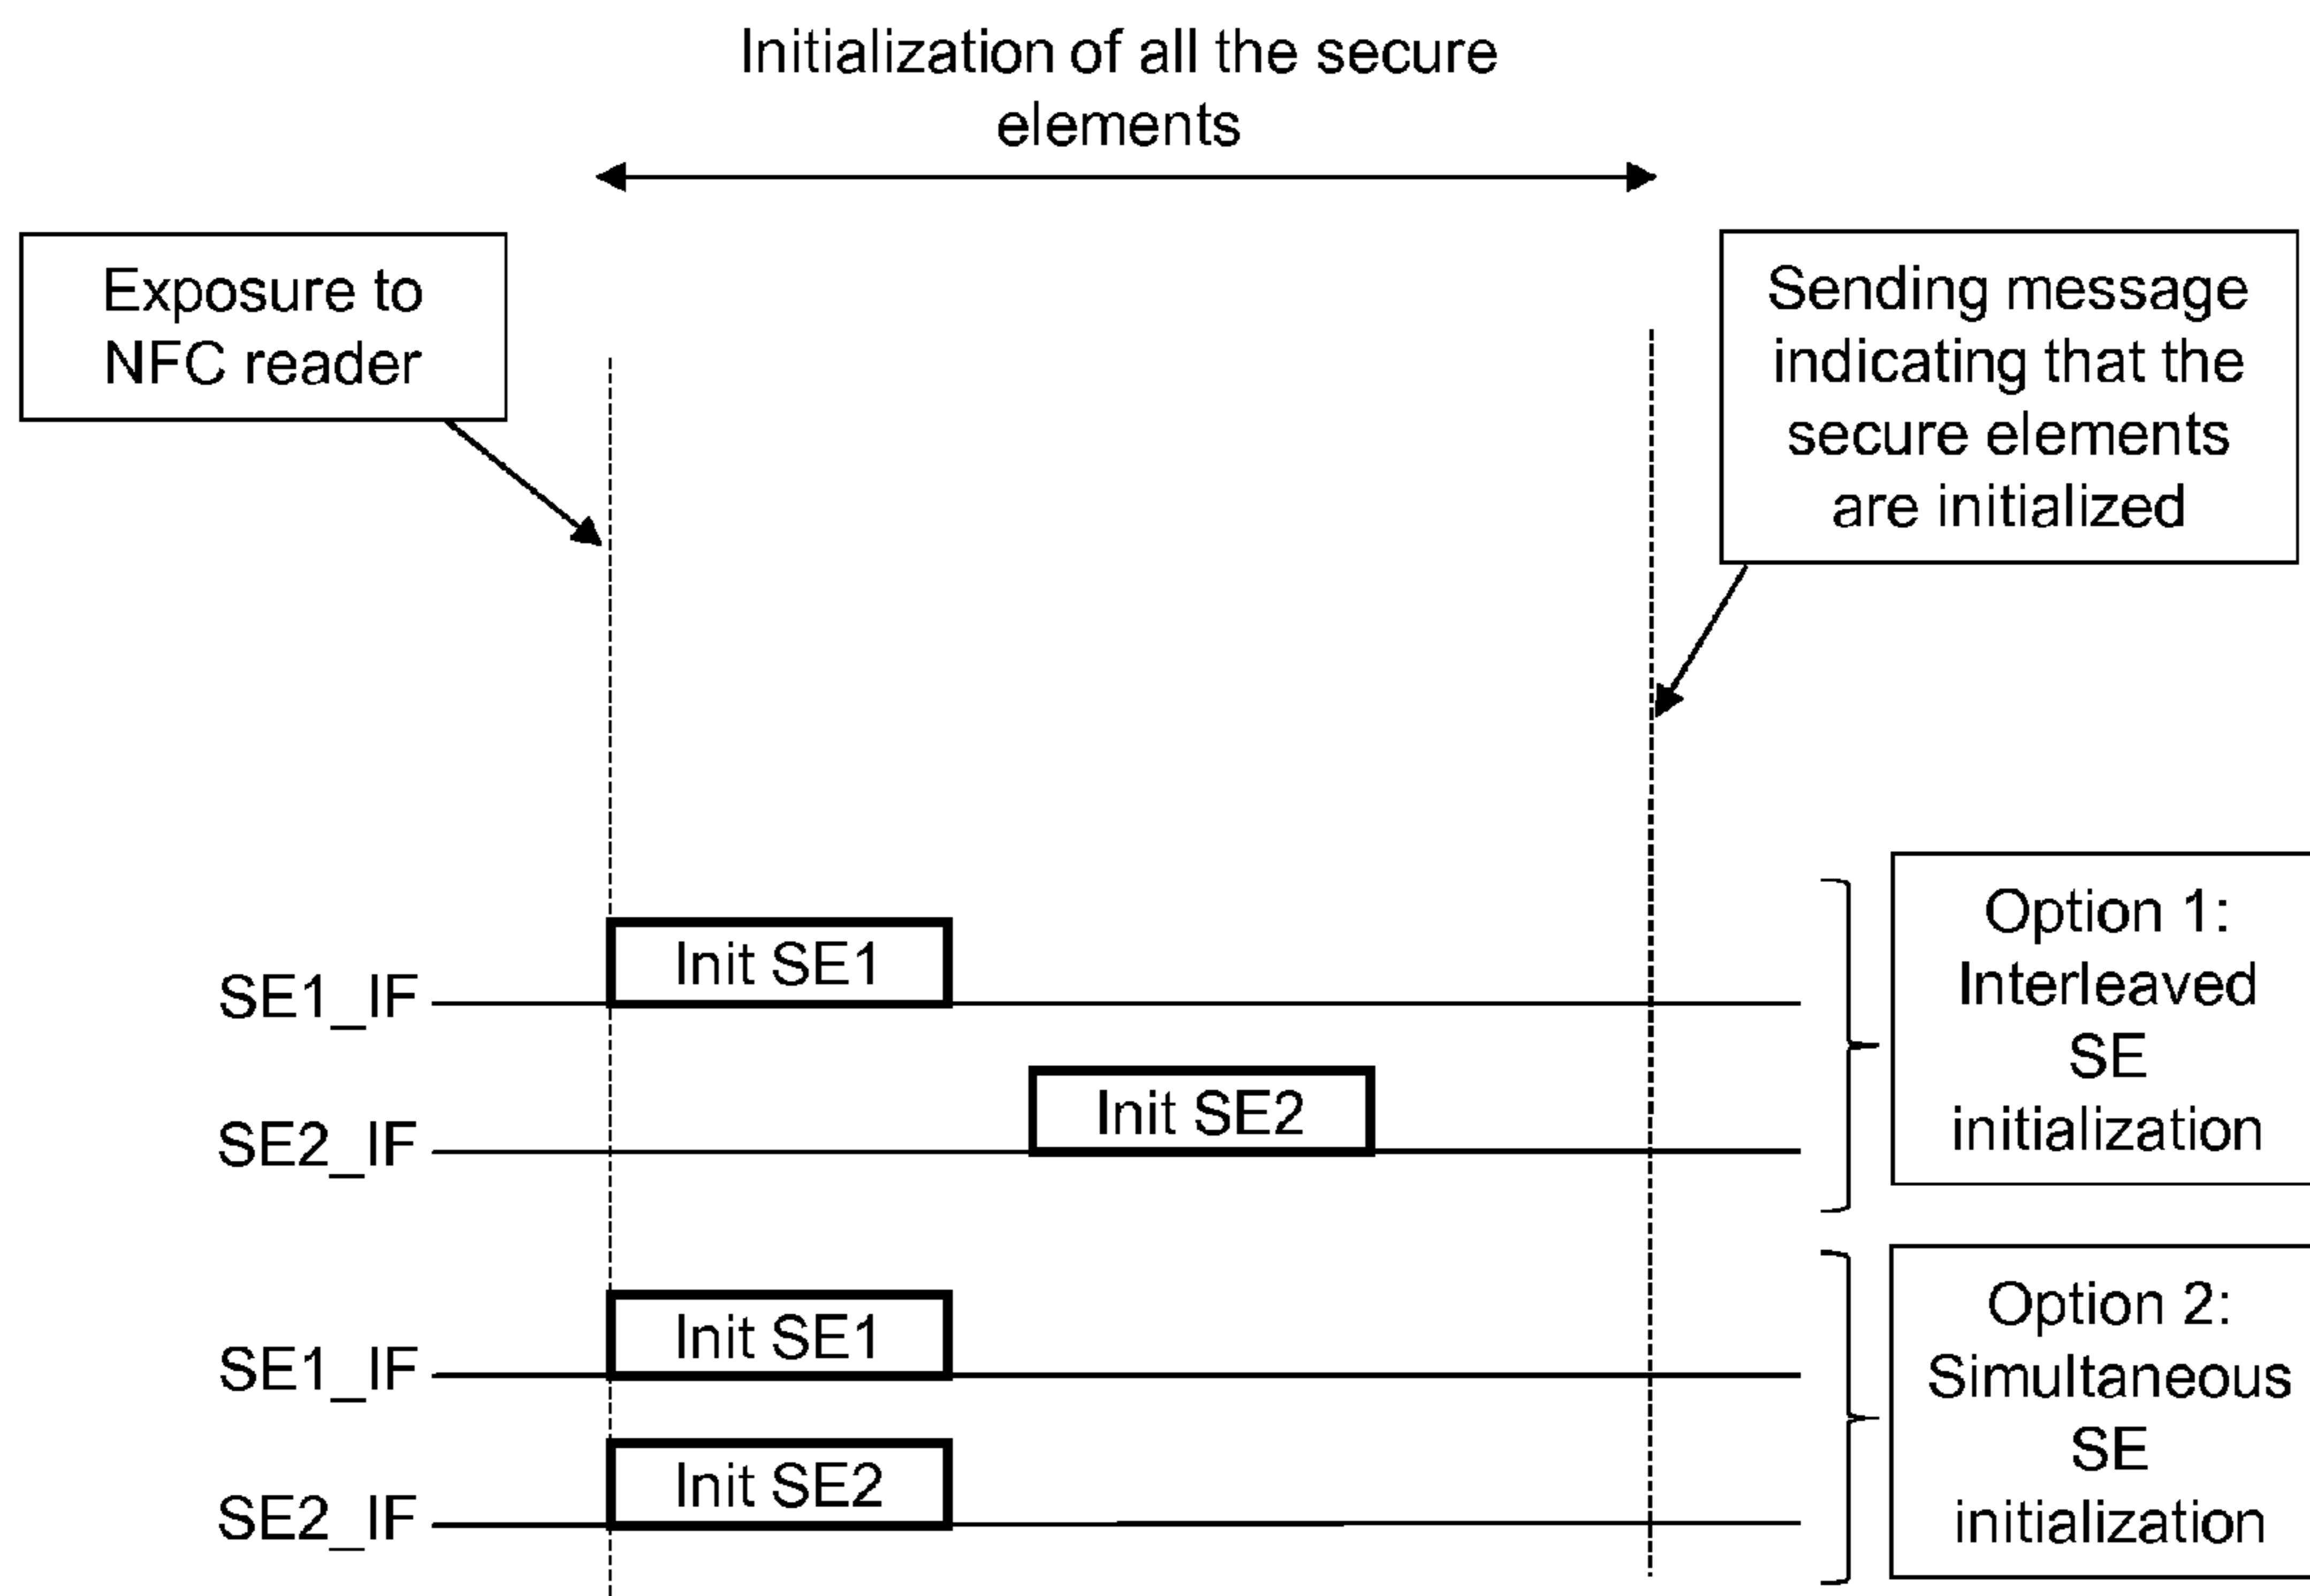 Initialization of all the secure
elements
Exposure to
NFC reader
Sending message
indicating that the
secure elements
are initialized
Init SE1
SE1_IF
Init SE2
SE2_IF
Option 1:
Interleaved
SE
initialization
Init SE1
SE1_IF
Init SE2
SE2_IF
Option 2:
Simultaneous
SE
initialization